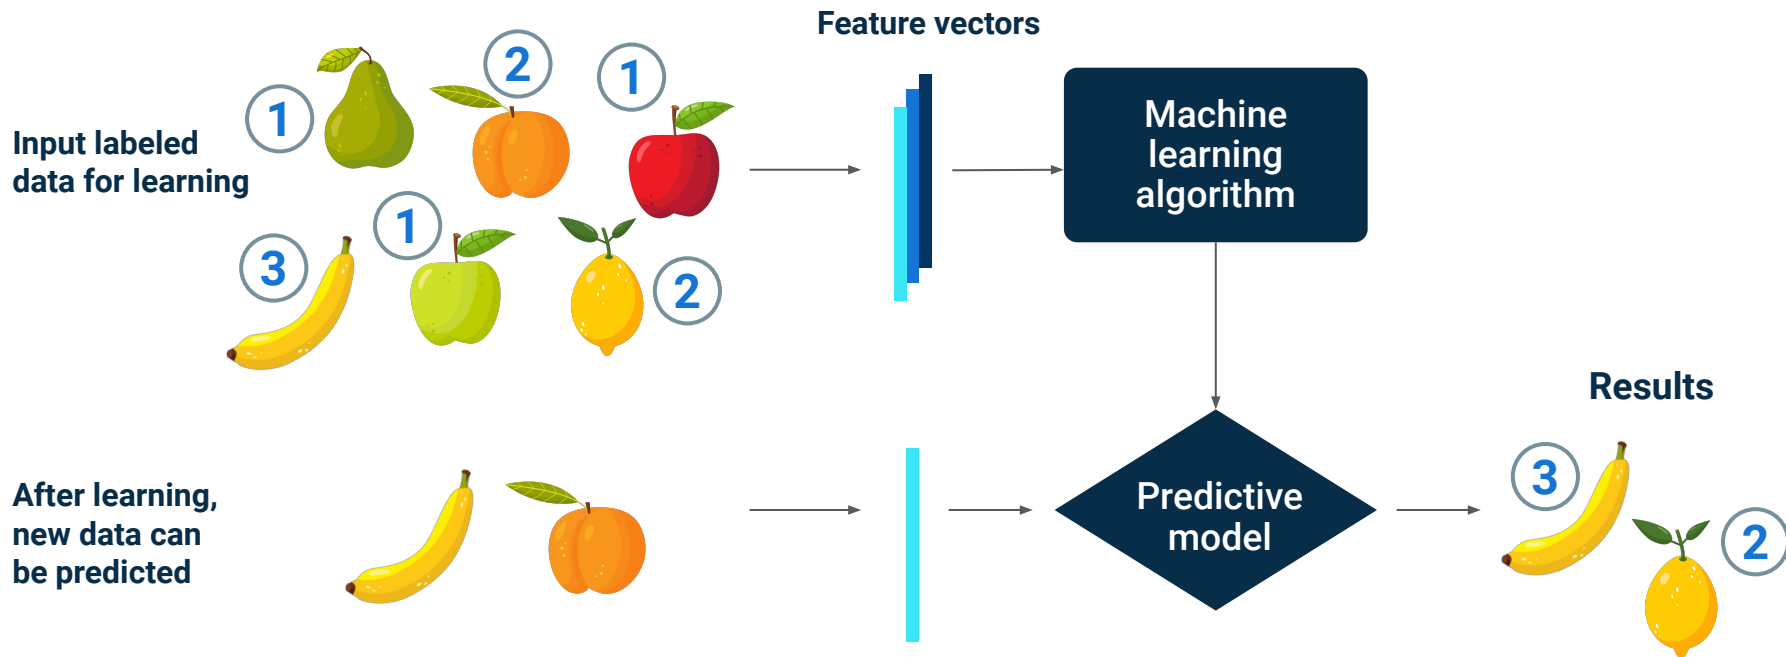 Feature vectors
1
2
1
Input labeled
data for learning
Machine
learning
algorithm
3
1
2
Results
After learning,
new data can
be predicted
Predictive
model
3
2